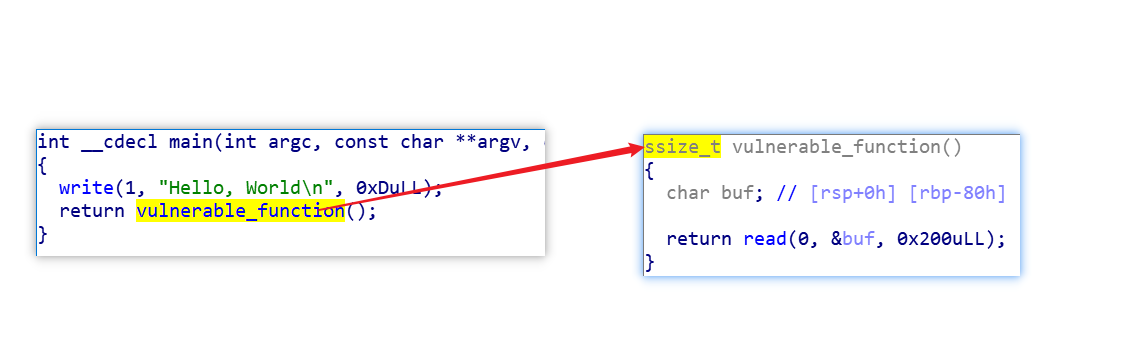 int __cdecl main(int argc, const char **argv,
{
write(1, "Hello, World\n", 0xDuLL);
return vulnerable_function();
}
ssize_t vulnerable_function()
{
char buf; // [rsp+0h] [rbp-80h]
return read(0, &buf, 0x200uLL);
}